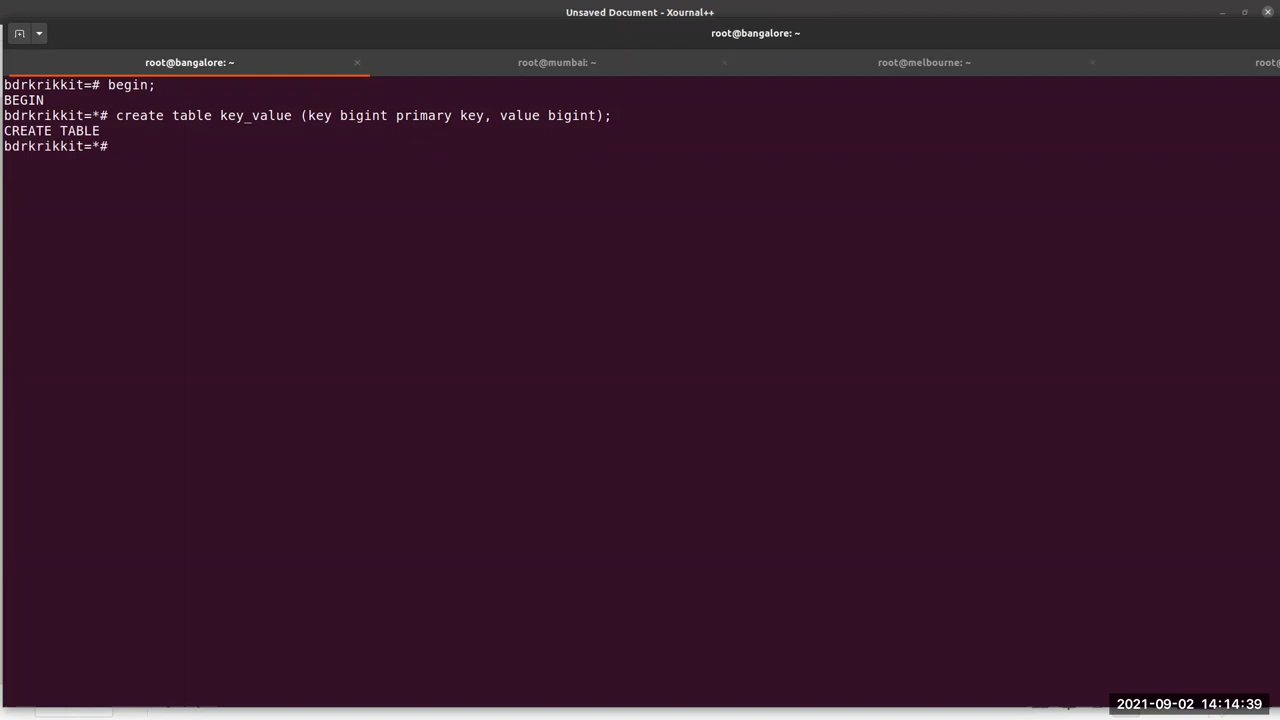 Unsaved Document - Xournal++
root@bangalore: ~
root@bangalore: ~
root@mumbai: ~
root@melbourne: ~
root@
bdrkrikkit=# begin;
BEGIN
bdrkrikkit=*# create table key_value (key bigint primary key, value bigint);
CREATE TABLE
bdrkrikkit=*#
2021-09-02 14:14:39